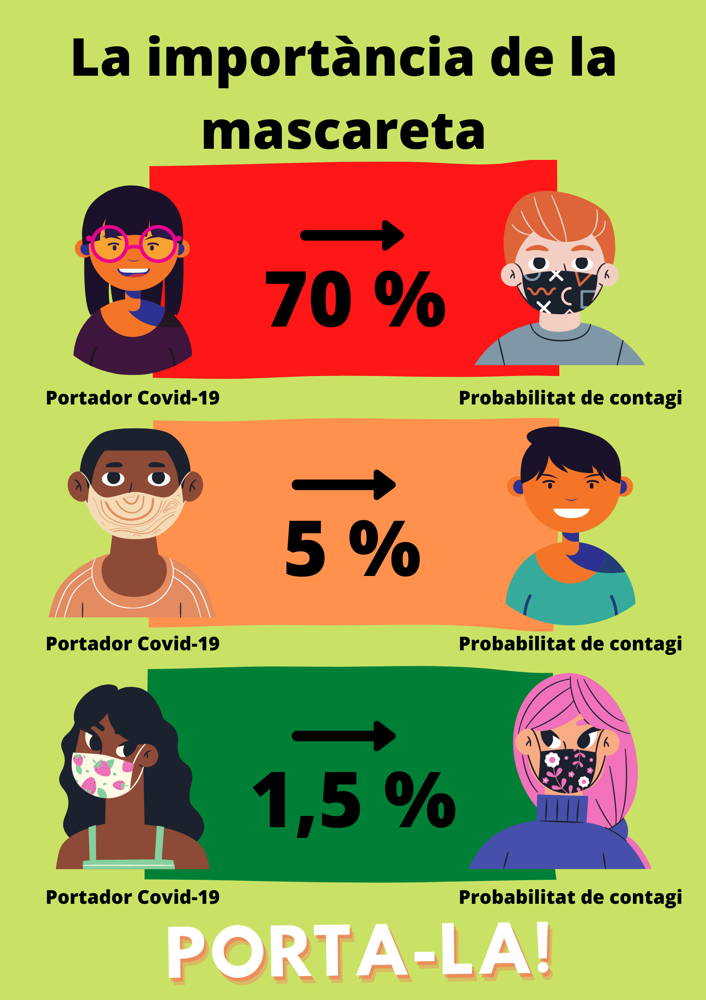 La importància de la
mascareta
70 %
Portador Covid-19
Probabilitat de contagi
5 %
Portador Covid-19
Probabilitat de contagi
1,5 %
Portador Covid-19
Probabilitat de contagi
PORTA-LA!